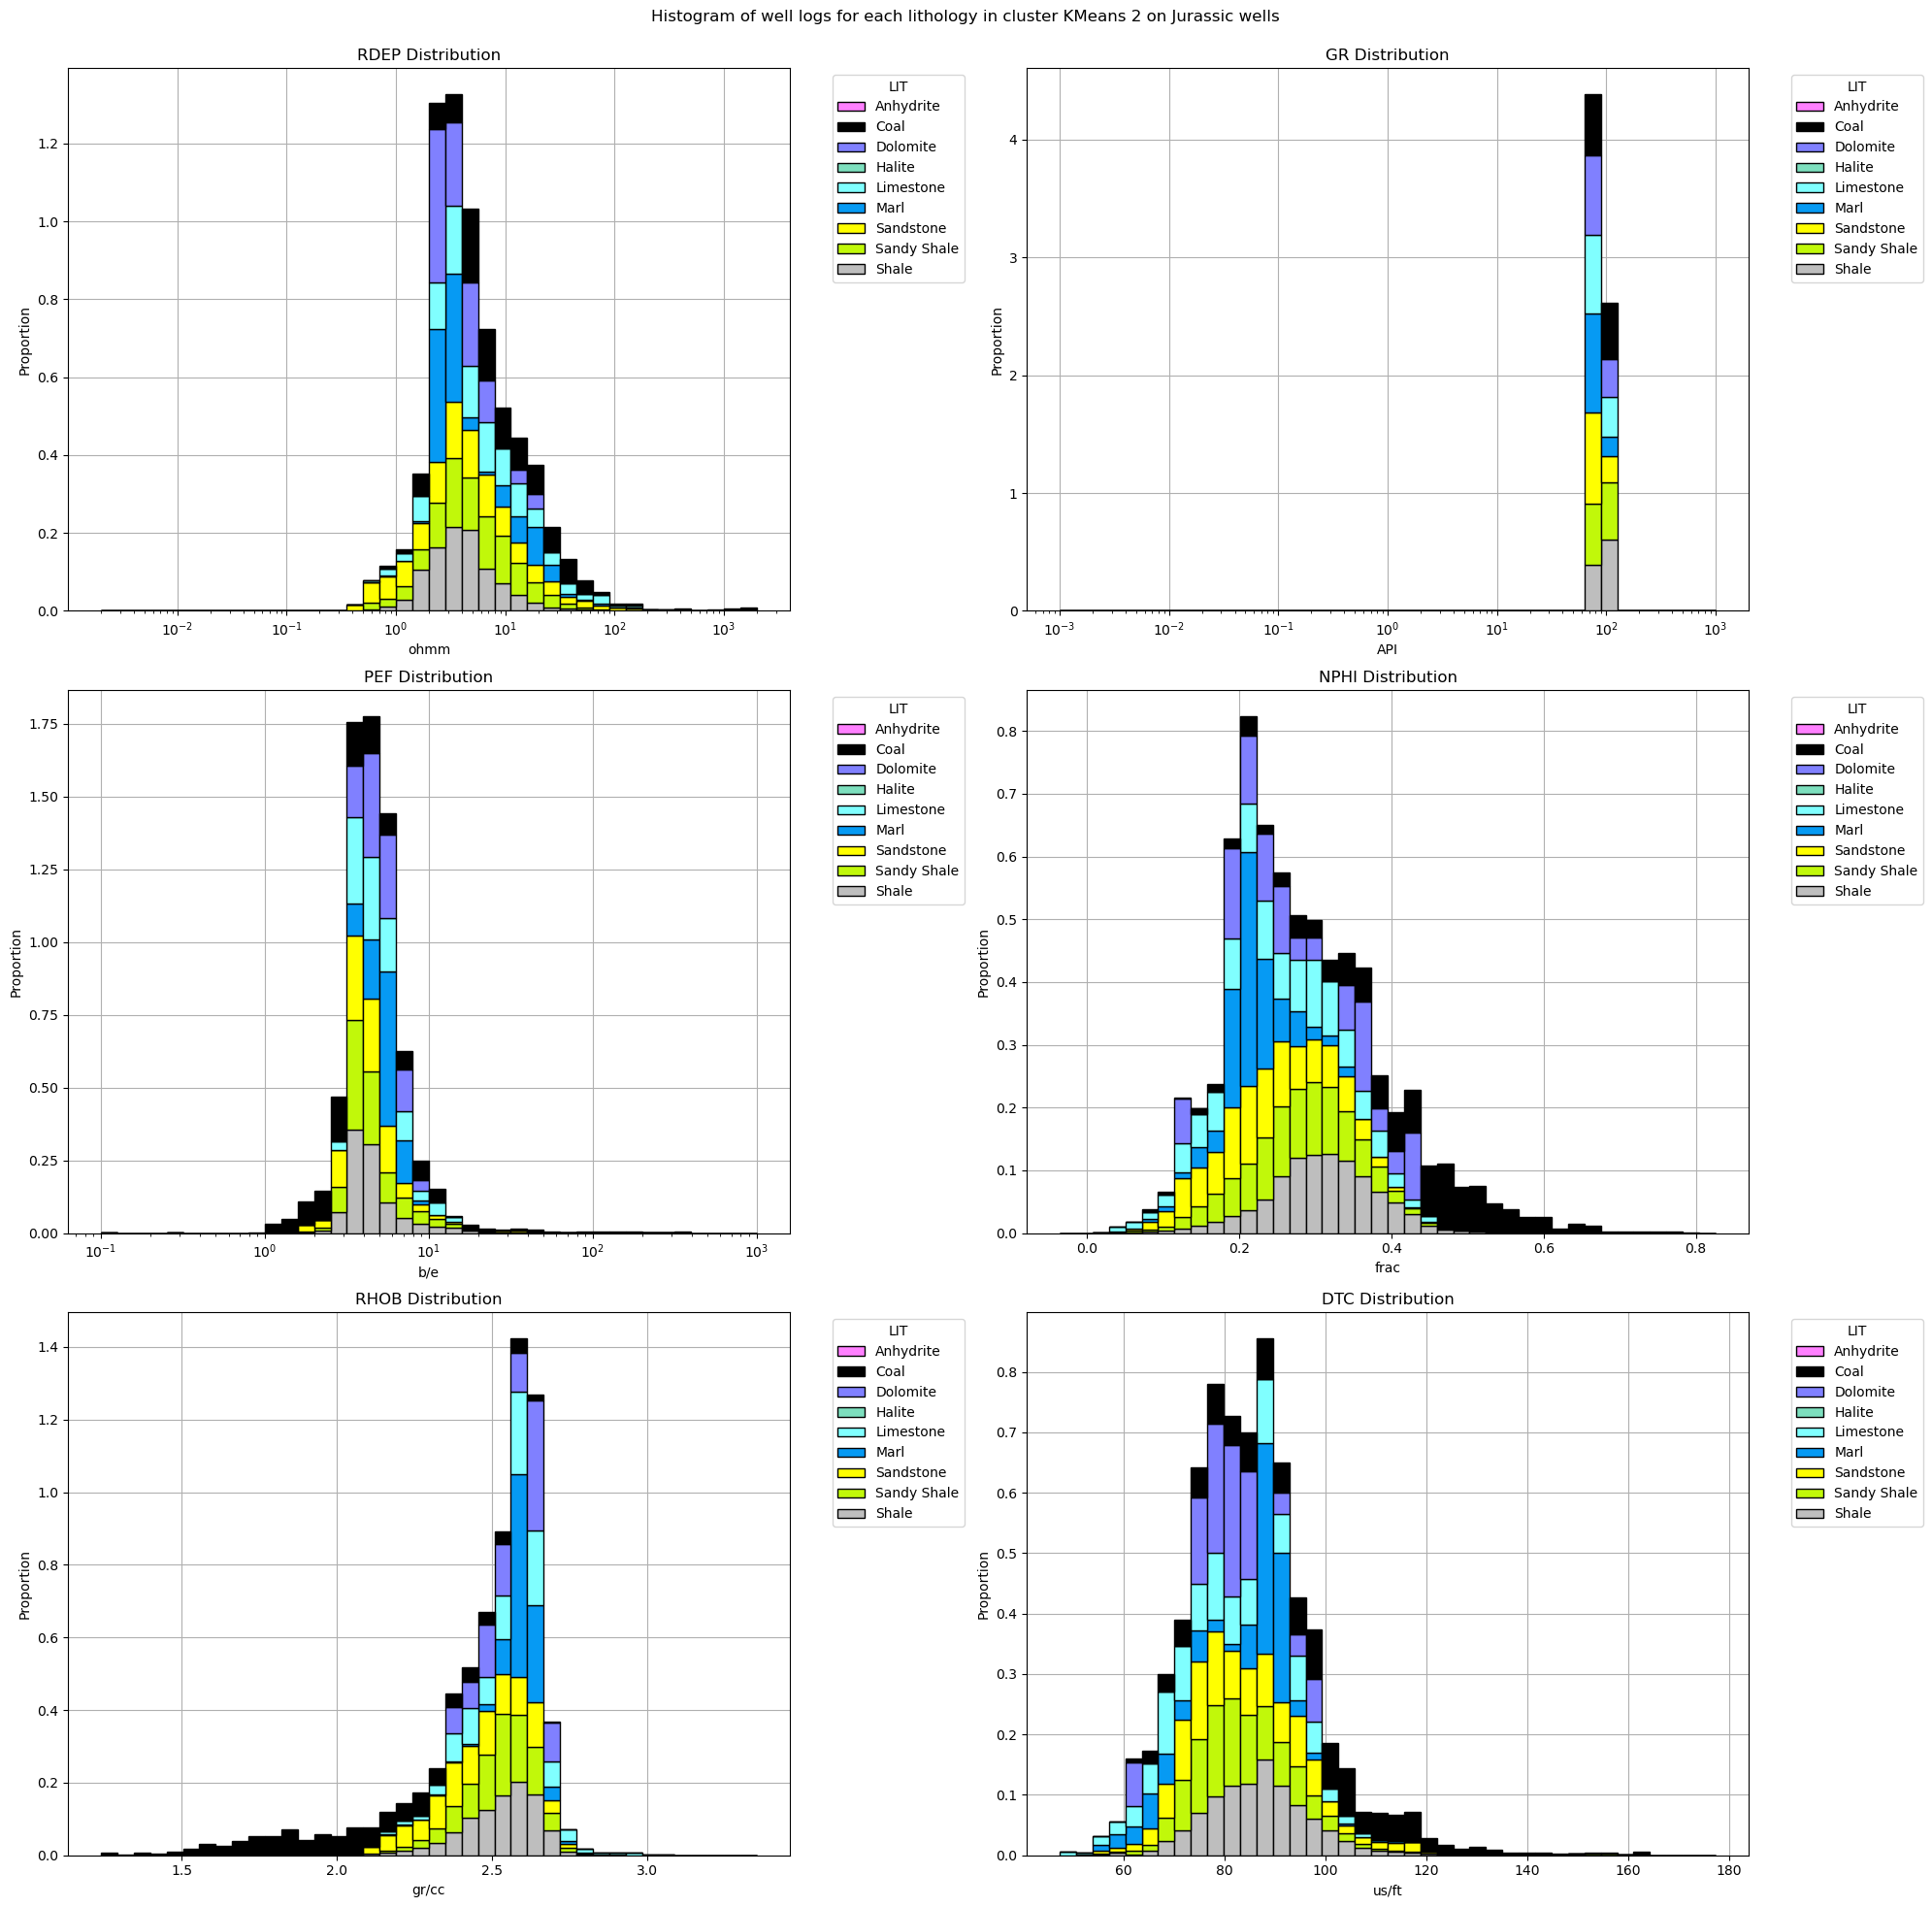 Histogram of well logs for each lithology in cluster KMeans 2 on Jurassic wells
RDEP Distribution
Proportion
0.0
0.2
0.4
0.6
0.8
1.0
1.2
10⁻²
10⁻¹
10⁰
10¹
10²
10³
ohmm
LIT
Anhydrite
Coal
Dolomite
Halite
Limestone
Marl
Sandstone
Sandy Shale
Shale
GR Distribution
Proportion
0
1
2
3
4
10⁻³
10⁻²
10⁻¹
10⁰
10¹
10²
10³
API
LIT
Anhydrite
Coal
Dolomite
Halite
Limestone
Marl
Sandstone
Sandy Shale
Shale
PEF Distribution
Proportion
0.00
0.25
0.50
0.75
1.00
1.25
1.50
1.75
10⁻¹
10⁰
10¹
10²
10³
b/e
LIT
Anhydrite
Coal
Dolomite
Halite
Limestone
Marl
Sandstone
Sandy Shale
Shale
NPHI Distribution
Proportion
0.0
0.1
0.2
0.3
0.4
0.5
0.6
0.7
0.8
0.0
0.2
0.4
0.6
0.8
frac
LIT
Anhydrite
Coal
Dolomite
Halite
Limestone
Marl
Sandstone
Sandy Shale
Shale
RHOB Distribution
Proportion
0.0
0.2
0.4
0.6
0.8
1.0
1.2
1.4
1.5
2.0
2.5
3.0
gr/cc
LIT
Anhydrite
Coal
Dolomite
Halite
Limestone
Marl
Sandstone
Sandy Shale
Shale
DTC Distribution
Proportion
0.0
0.1
0.2
0.3
0.4
0.5
0.6
0.7
0.8
60
80
100
120
140
160
180
us/ft
LIT
Anhydrite
Coal
Dolomite
Halite
Limestone
Marl
Sandstone
Sandy Shale
Shale